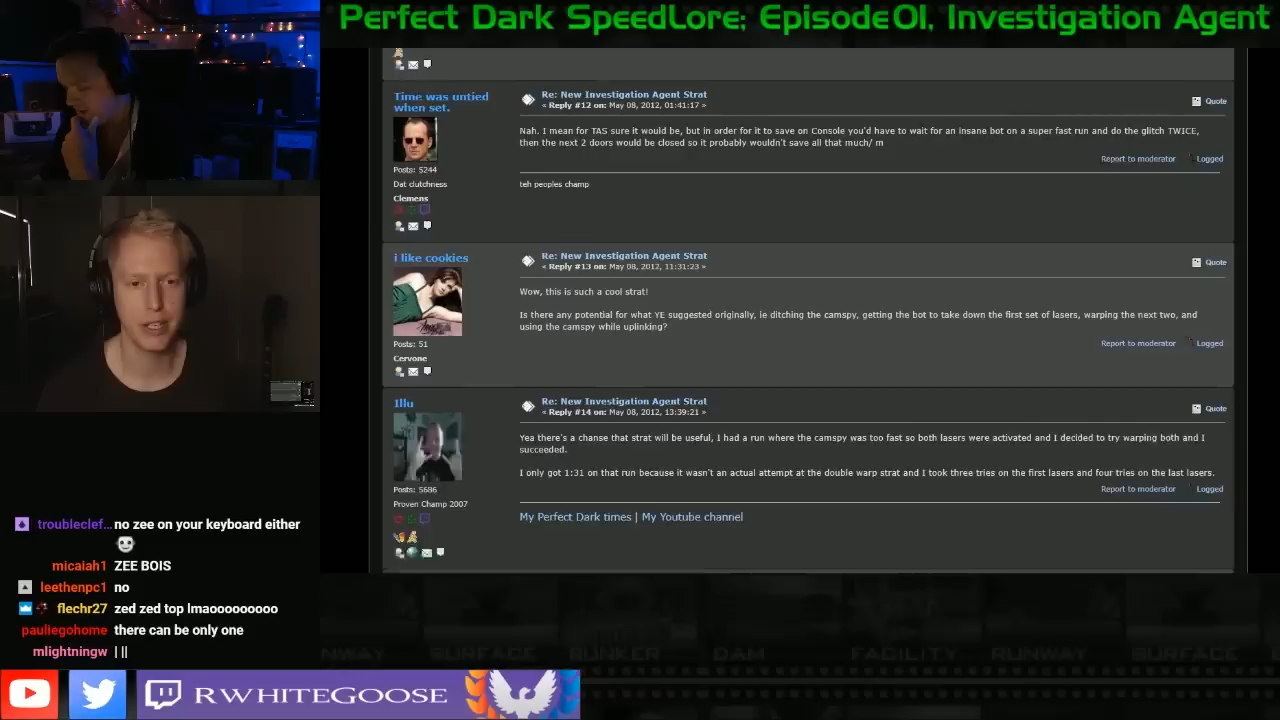 Perfect Dark SpeedLore; Episode01, Investigation Agent
Time was untied
when set.
Posts: 5244
Dat clutchness
Clemens
Re: New Investigation Agent Strat
« Reply #12 on: May 08, 2012, 01:41:17 »
Quote
Nah. I mean for TAS sure it would be, but in order for it to save on Console you'd have to wait for an insane bot on a super fast run and do the glitch TWICE,
then the next 2 doors would be closed so it probably wouldn't save all that much/ m
Report to moderator Logged
teh peoples champ
i like cookies
Posts: 51
Cervone
Re: New Investigation Agent Strat
« Reply #13 on: May 08, 2012, 11:31:23 »
Quote
Wow, this is such a cool strat!
Is there any potential for what YE suggested originally, ie ditching the camspy, getting the bot to take down the first set of lasers, warping the next two, and
using the camspy while uplinking?
Report to moderator Logged
Illu
Posts: 5686
Proven Champ 2007
Re: New Investigation Agent Strat
« Reply #14 on: May 08, 2012, 13:39:21 »
Quote
Yea there's a chanse that strat will be useful, I had a run where the camspy was too fast so both lasers were activated and I decided to try warping both and I
succeeded.
I only got 1:31 on that run because it wasn't an actual attempt at the double warp strat and I took three tries on the first lasers and four tries on the last lasers.
Report to moderator Logged
My Perfect Dark times | My Youtube channel
troubleclef... no zee on your keyboard either
micaiah1 ZEE BOIS
leethenpc1 no
flechr27 zed zed top lmaooooooooo
pauliegohome there can be only one
mlightningw | ||
NWAY SURFACE BUNKER DAM FACILITY RUNWAY SURFACE
RWHITEGOOSE